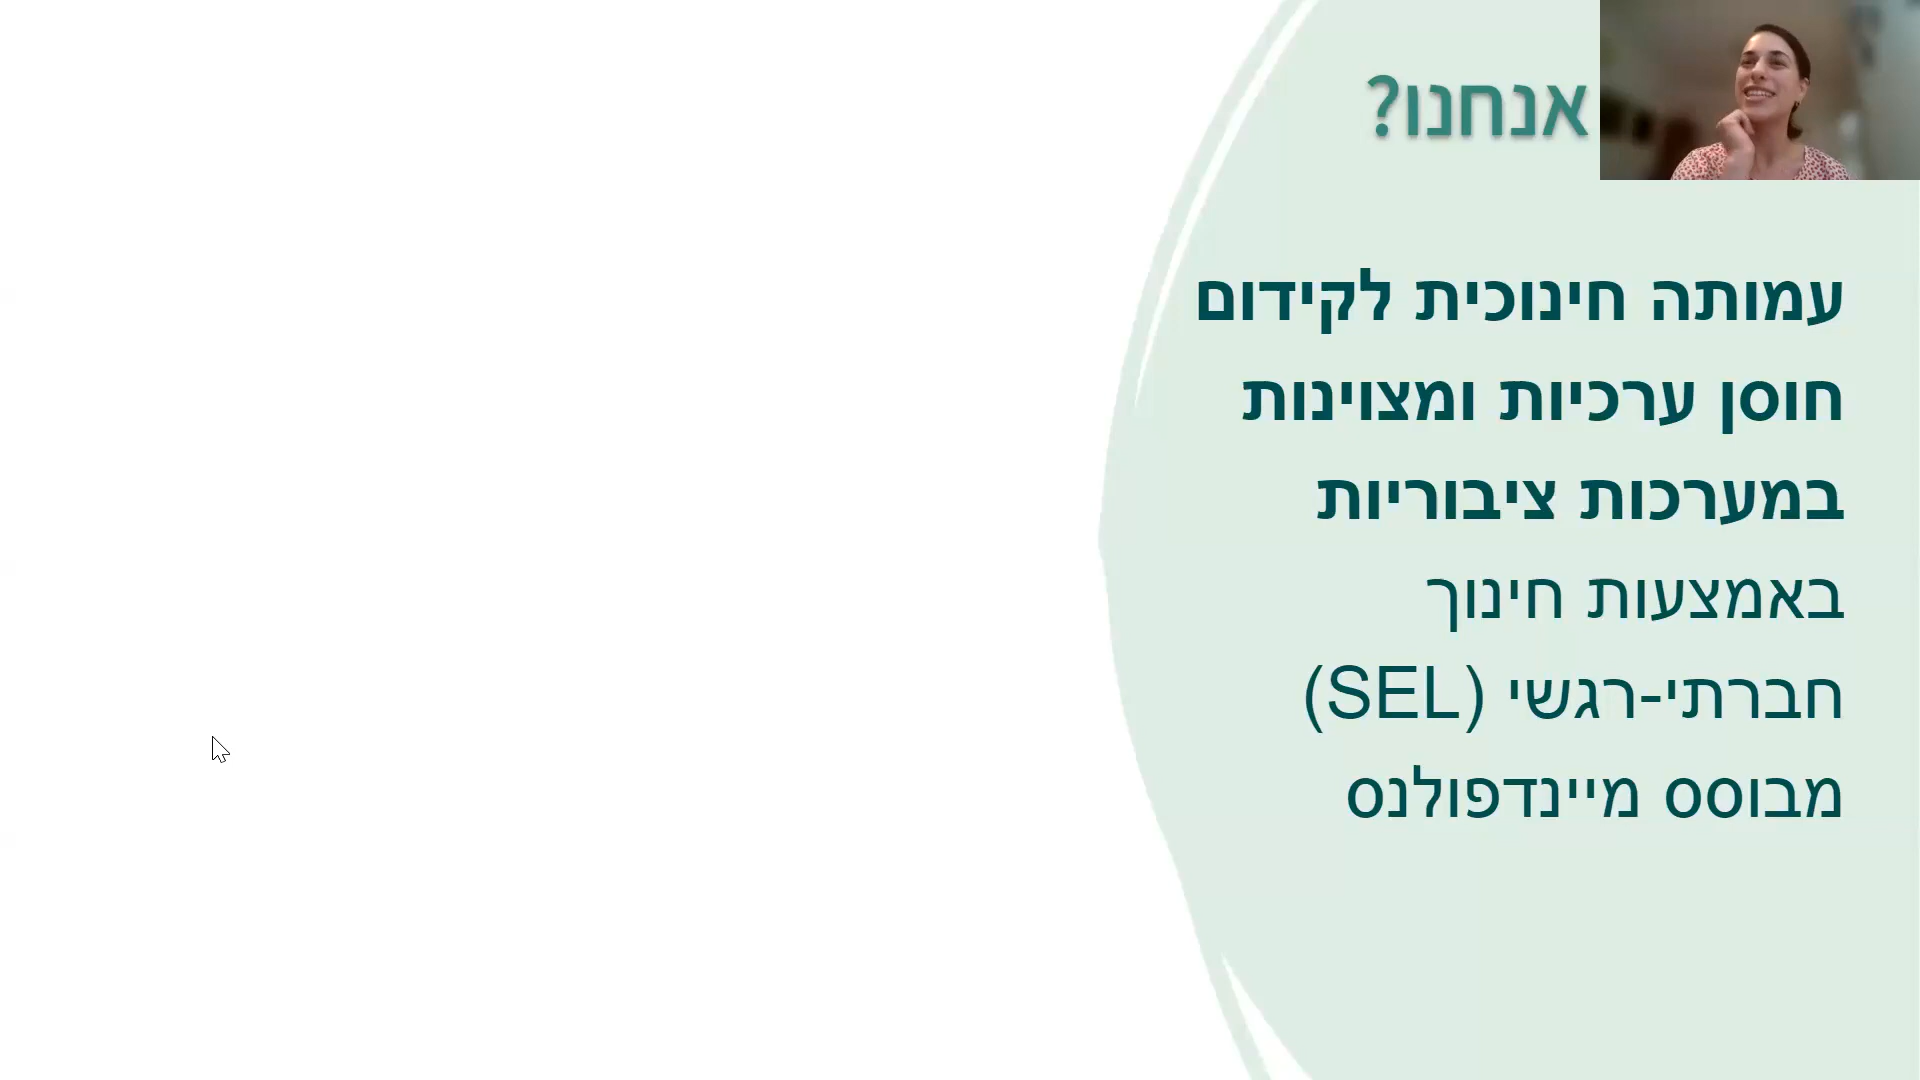 אנחנו?
עמותה חינוכית לקידום
חוסן ערכיות ומצוינות
במערכות ציבוריות
באמצעות חינוך
חברתי-רגשי (SEL)
מבוסס מיינדפולנס